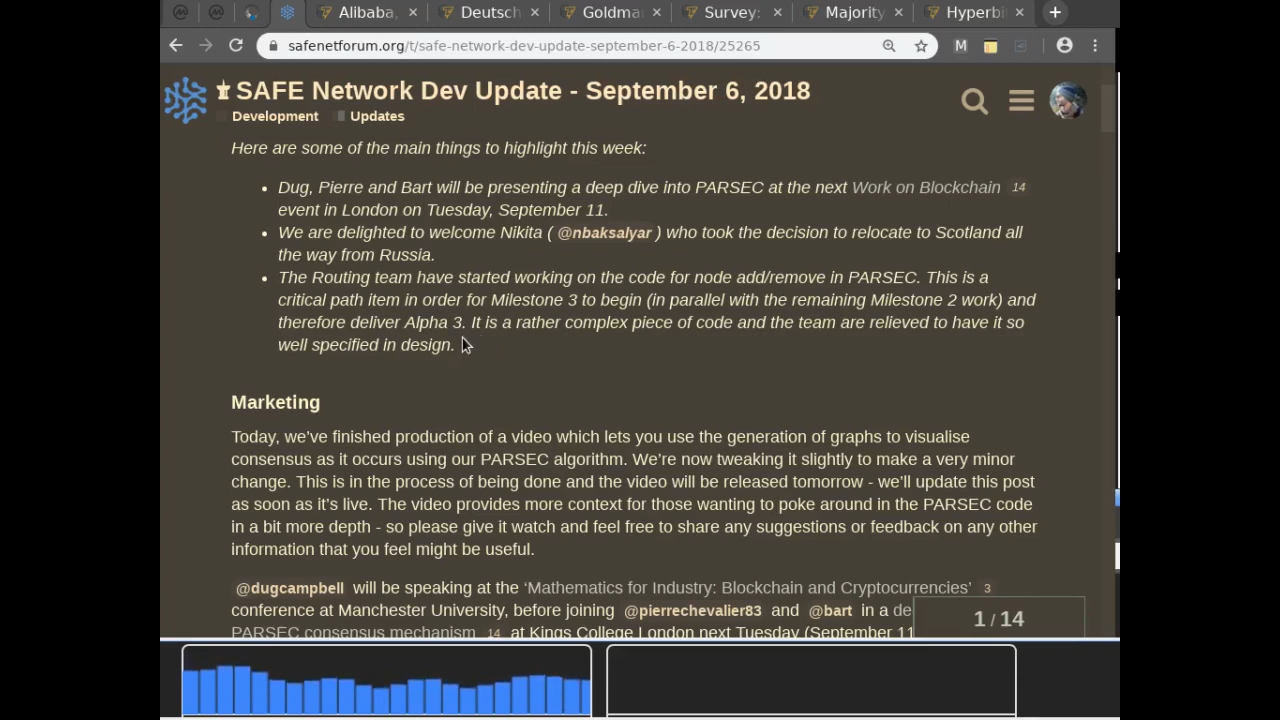 Alibaba,
Deutsch
Goldma
Survey:
Majority
Hyperbi
safenetforum.org/t/safe-network-dev-update-september-6-2018/25265
M
SAFE Network Dev Update - September 6, 2018
Development Updates
Here are some of the main things to highlight this week:
• Dug, Pierre and Bart will be presenting a deep dive into PARSEC at the next Work on Blockchain 14
event in London on Tuesday, September 11.
• We are delighted to welcome Nikita ( @nbaksalyar ) who took the decision to relocate to Scotland all
the way from Russia.
• The Routing team have started working on the code for node add/remove in PARSEC. This is a
critical path item in order for Milestone 3 to begin (in parallel with the remaining Milestone 2 work) and
therefore deliver Alpha 3. It is a rather complex piece of code and the team are relieved to have it so
well specified in design.
Marketing
Today, we’ve finished production of a video which lets you use the generation of graphs to visualise
consensus as it occurs using our PARSEC algorithm. We’re now tweaking it slightly to make a very minor
change. This is in the process of being done and the video will be released tomorrow - we’ll update this post
as soon as it’s live. The video provides more context for those wanting to poke around in the PARSEC code
in a bit more depth - so please give it watch and feel free to share any suggestions or feedback on any other
information that you feel might be useful.
@dugcampbell will be speaking at the ‘Mathematics for Industry: Blockchain and Cryptocurrencies’ 3
conference at Manchester University, before joining @pierrechevalier83 and @bart in a de
PARSEC consensus mechanism 14 at Kings College London next Tuesday (September 11
1 / 14